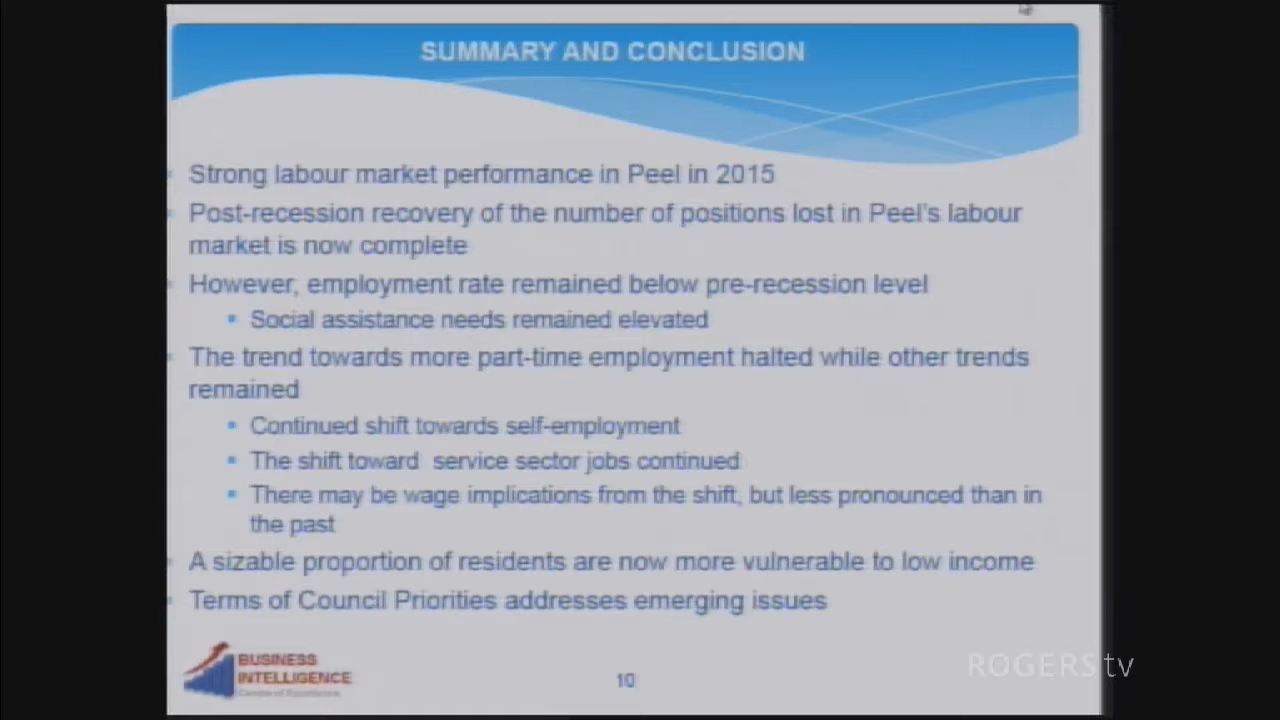 SUMMARY AND CONCLUSION
Strong labour market performance in Peel in 2015
Post-recession recovery of the number of positions lost in Peel's labour
market is now complete
However, employment rate remained below pre-recession level
Social assistance needs remained elevated
The trend towards more part-time employment halted while other trends
remained
Continued shift towards self-employment
The shift toward service sector jobs continued
There may be wage implications from the shift, but less pronounced than in
the past
A sizable proportion of residents are now more vulnerable to low income
Terms of Council Priorities addresses emerging issues
BUSINESS
INTELLIGENCE
Centre of Excellence
10
ROGERS tv